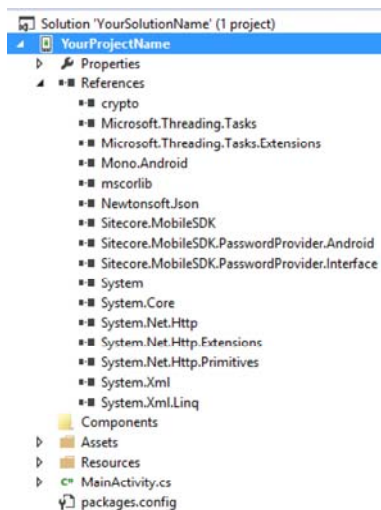 Solution 'YourSolutionName' (1 project)
YourProjectName
Properties
References
crypto
Microsoft.Threading.Tasks
Microsoft.Threading.Tasks.Extensions
Mono.Android
mscorlib
Newtonsoft.Json
Sitecore.MobileSDK
Sitecore.MobileSDK.PasswordProvider.Android
Sitecore.MobileSDK.PasswordProvider.Interface
System
System.Core
System.Net.Http
System.Net.Http.Extensions
System.Net.Http.Primitives
System.Xml
System.Xml.Linq
Components
Assets
Resources
C# MainActivity.cs
packages.config